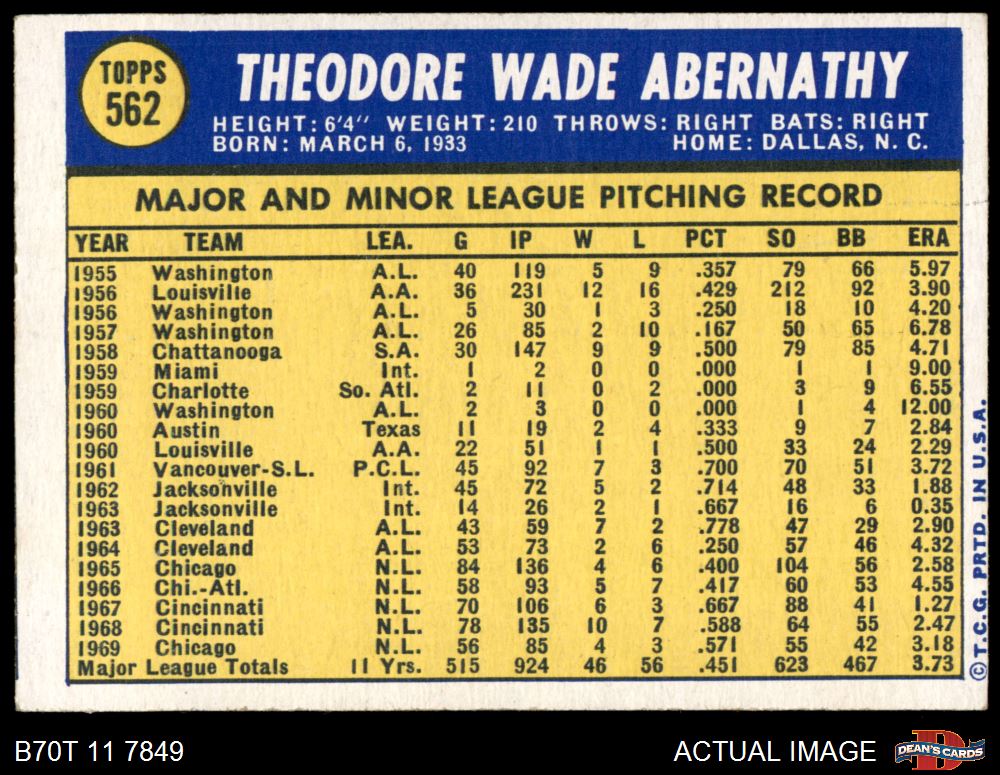 TOPPS
562
THEODORE WADE ABERNATHY
HEIGHT: 6'4" WEIGHT: 210 THROWS: RIGHT BATS: RIGHT
BORN: MARCH 6, 1933 HOME: DALLAS, N. C.
MAJOR AND MINOR LEAGUE PITCHING RECORD
YEAR TEAM LEA. G IP W L PCT SO BB ERA
1955 Washington A.L. 40 119 5 9 .357 79 66 5.97
1956 Louisville A.A. 36 231 12 16 .429 212 92 3.90
1956 Washington A.L. 5 30 1 3 .250 18 10 4.20
1957 Washington A.L. 26 85 2 10 .167 50 65 6.78
1958 Chattanooga S.A. 30 147 9 9 .500 79 85 4.71
1959 Miami Int. 1 2 0 0 .000 1 1 9.00
1959 Charlotte So. Atl. 2 11 0 2 .000 3 9 6.55
1960 Washington A.L. 2 3 0 0 .000 1 4 12.00
1960 Austin Texas 11 19 2 4 .333 9 7 2.84
1960 Louisville A.A. 22 51 1 1 .500 33 24 2.29
1961 Vancouver-S.L. P.C.L. 45 92 7 3 .700 70 51 3.72
1962 Jacksonville Int. 45 72 5 2 .714 48 33 1.88
1963 Jacksonville Int. 14 26 2 1 .667 16 6 0.35
1963 Cleveland A.L. 43 59 7 2 .778 47 29 2.90
1964 Cleveland A.L. 53 73 2 6 .250 57 46 4.32
1965 Chicago N.L. 84 136 4 6 .400 104 56 2.58
1966 Chi.-Atl. N.L. 58 93 5 7 .417 60 53 4.55
1967 Cincinnati N.L. 70 106 6 3 .667 88 41 1.27
1968 Cincinnati N.L. 78 135 10 7 .588 64 55 2.47
1969 Chicago N.L. 56 85 4 3 .571 55 42 3.18
Major League Totals 11 Yrs. 515 924 46 56 .451 623 467 3.73
©T.C.G. PRTD. IN U.S.A.
B70T 11 7849
ACTUAL IMAGE
B
DEAN'S CARDS